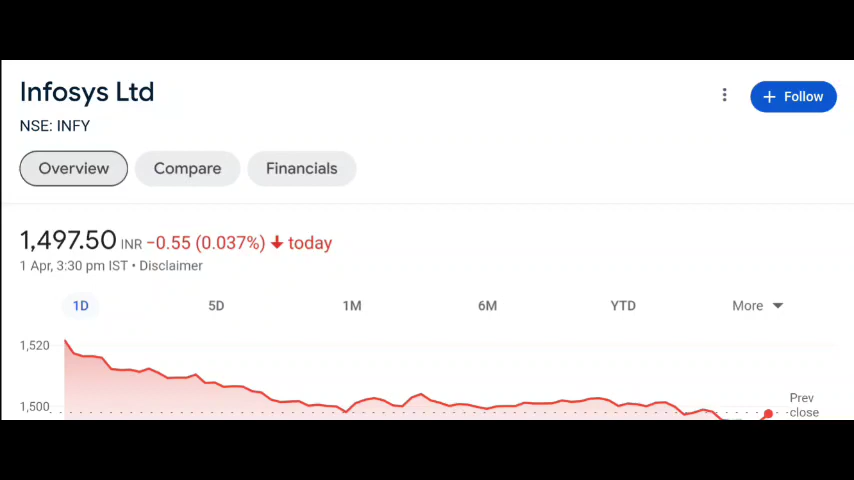 Infosys Ltd
+ Follow
NSE: INFY
Overview Compare Financials
1,497.50 INR −0.55 (0.037%) ↓ today
1 Apr, 3:30 pm IST • Disclaimer
1D 5D 1M 6M YTD More
1,520
1,500
Prev
close